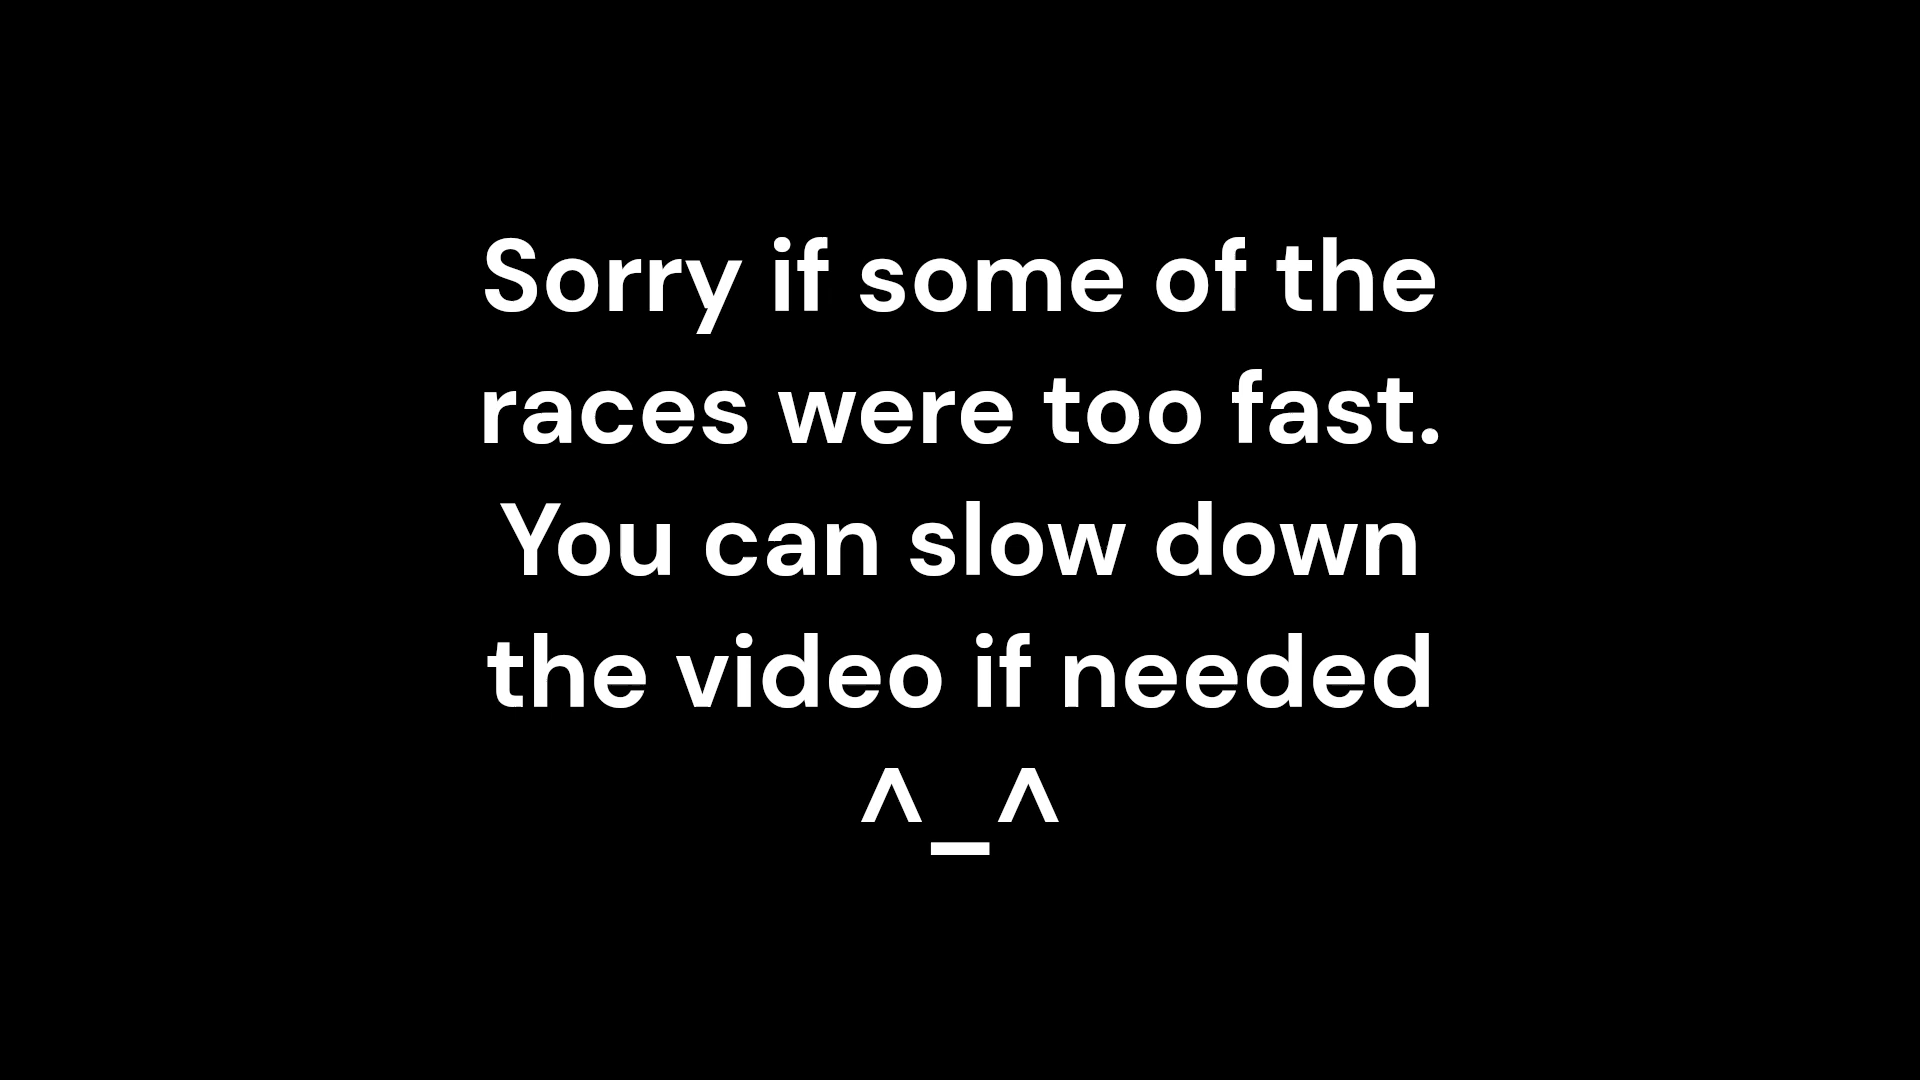 Sorry if some of the
races were too fast.
You can slow down
the video if needed
^_^